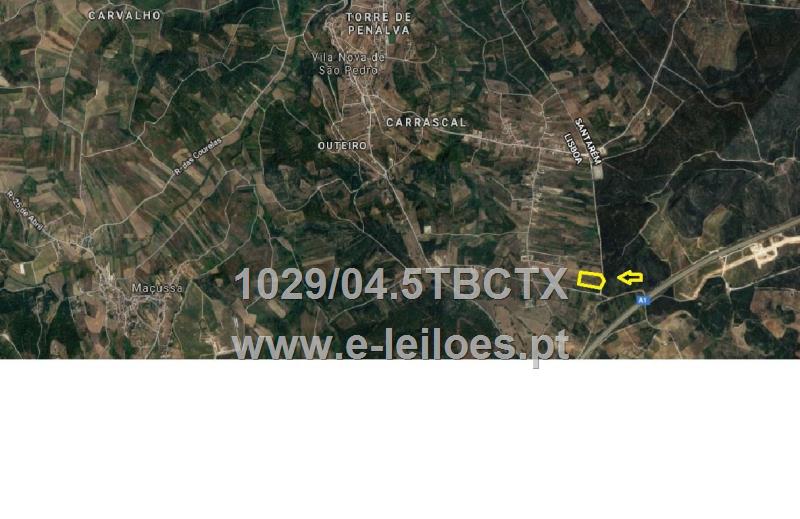 CARVALHO
TORRE DE
PENALVA
Vila Nova de
São Pedro
CARRASCAL
OUTEIRO
SANTARÉM
LISBOA
R. das Courelas
R. 25 de Abril
Maçussa
A1
1029/04.5TBCTX
www.e-leiloes.pt